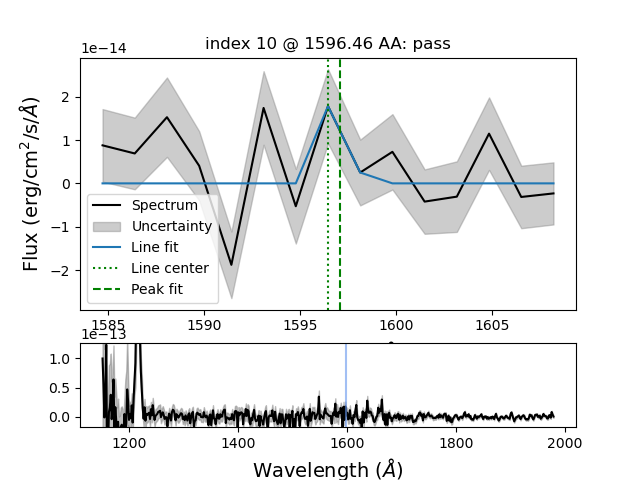 index 10 @ 1596.46 AA: pass
1e−14
2
1
0
−1
−2
Flux (erg/cm²/s/Å)
Spectrum
Uncertainty
Line fit
Line center
Peak fit
1585 1590 1595 1600 1605
1e−13
1.0
0.5
0.0
1200 1400 1600 1800 2000
Wavelength (Å)